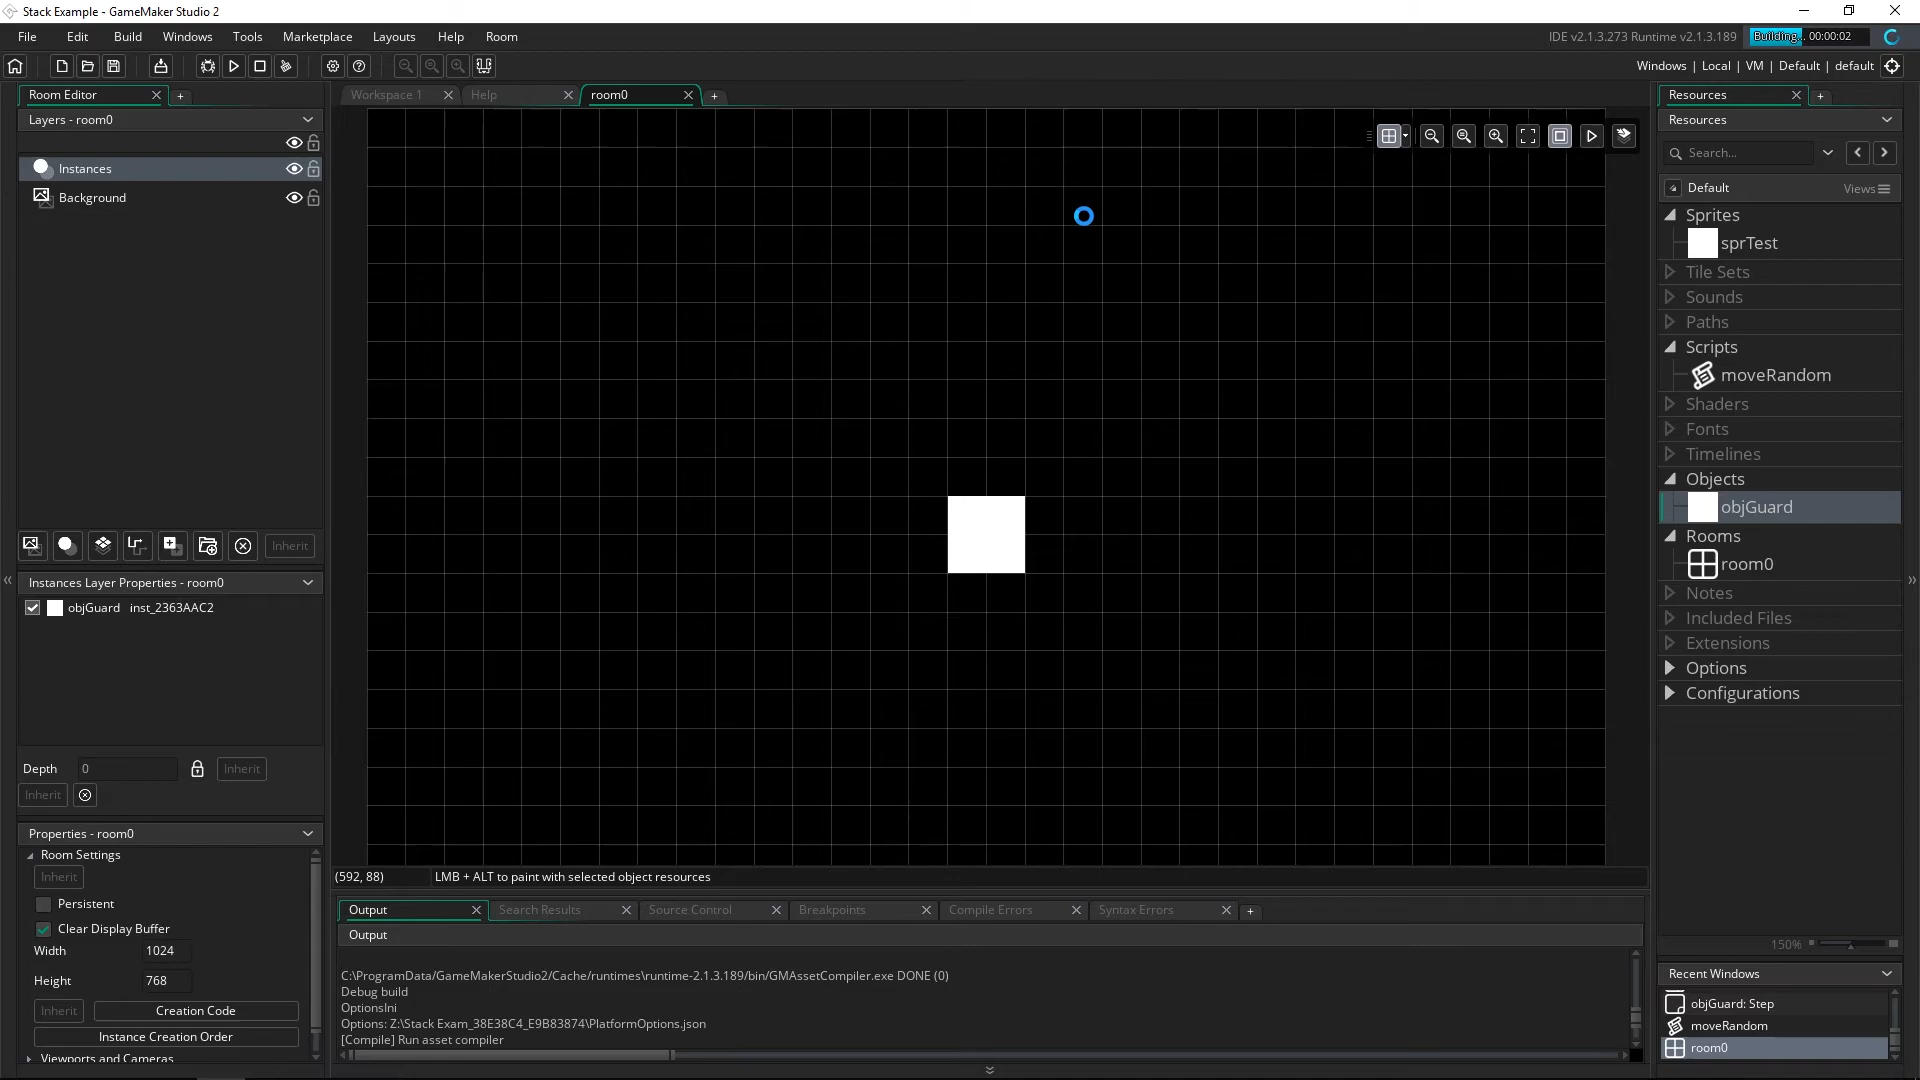 Stack Example - GameMaker Studio 2
File Edit Build Windows Tools Marketplace Layouts Help Room
IDE v2.1.3.273 Runtime v2.1.3.189
Building... 00:00:02
Windows | Local | VM | Default | default
Room Editor
Layers - room0
Instances
Background
Inherit
Instances Layer Properties - room0
objGuard inst_2363AAC2
Depth 0 Inherit
Inherit
Properties - room0
Room Settings
Inherit
Persistent
Clear Display Buffer
Width 1024
Height 768
Inherit Creation Code
Instance Creation Order
Viewports and Cameras
Workspace 1 Help room0
(592, 88) LMB + ALT to paint with selected object resources
Output Search Results Source Control Breakpoints Compile Errors Syntax Errors
Output
C:\ProgramData/GameMakerStudio2/Cache/runtimes\runtime-2.1.3.189/bin/GMAssetCompiler.exe DONE (0)
Debug build
OptionsIni
Options: Z:\Stack Exam_38E38C4_E9B83874\PlatformOptions.json
[Compile] Run asset compiler
Resources
Resources
Search...
Default Views
Sprites
sprTest
Tile Sets
Sounds
Paths
Scripts
moveRandom
Shaders
Fonts
Timelines
Objects
objGuard
Rooms
room0
Notes
Included Files
Extensions
Options
Configurations
150%
Recent Windows
objGuard: Step
moveRandom
room0